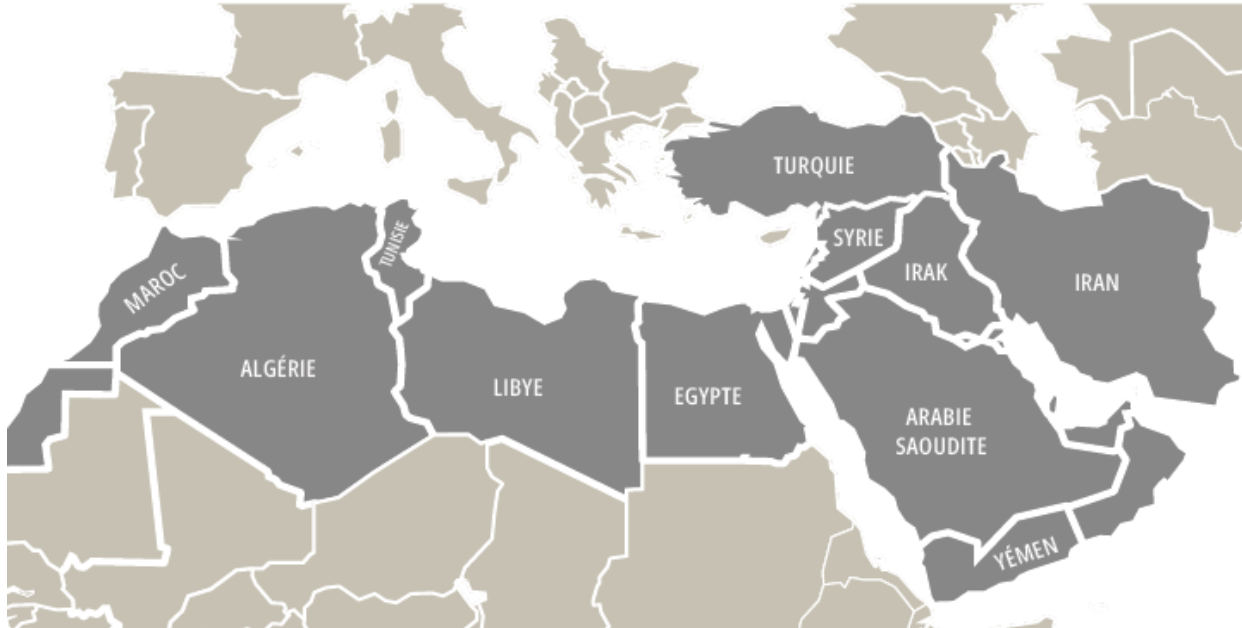 TURQUIE
TUNISIE
SYRIE
MAROC
IRAK
IRAN
ALGÉRIE
LIBYE
EGYPTE
ARABIE
SAOUDITE
YÉMEN